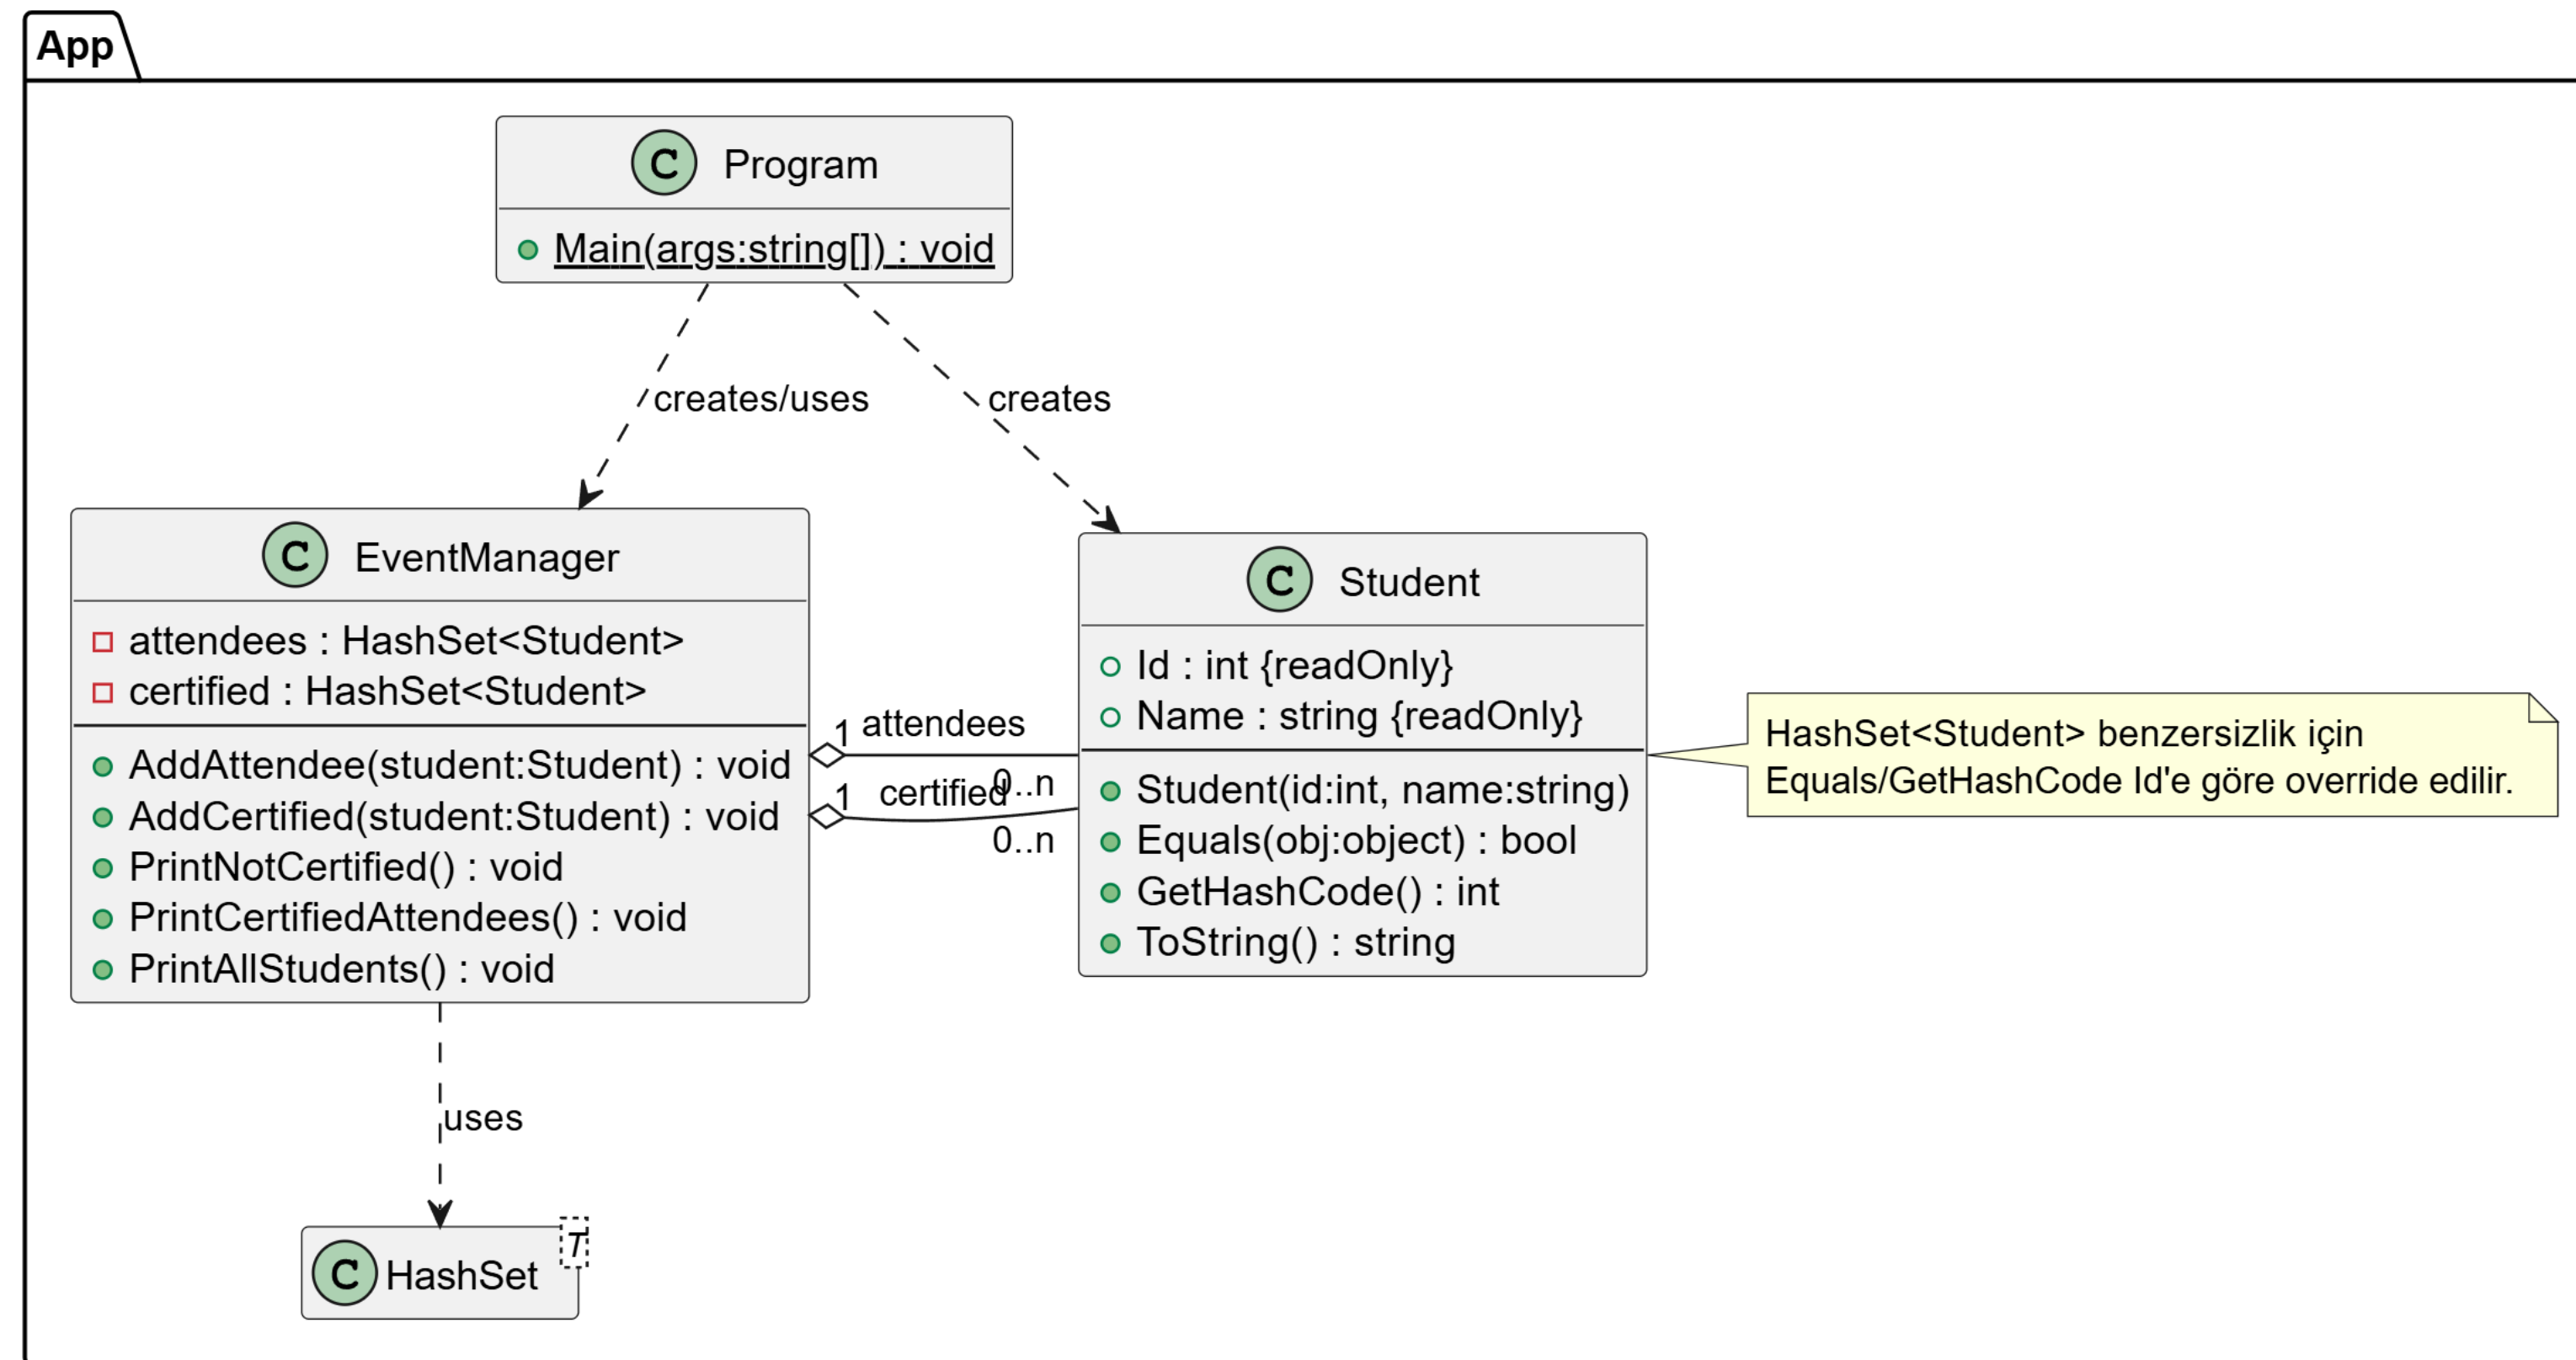 App
C Program
Main(args:string[]) : void
creates/uses
creates
C EventManager
attendees : HashSet<Student>
certified : HashSet<Student>
AddAttendee(student:Student) : void
AddCertified(student:Student) : void
PrintNotCertified() : void
PrintCertifiedAttendees() : void
PrintAllStudents() : void
1 attendees
0..n
1 certified
0..n
C Student
Id : int {readOnly}
Name : string {readOnly}
Student(id:int, name:string)
Equals(obj:object) : bool
GetHashCode() : int
ToString() : string
HashSet<Student> benzersizlik için
Equals/GetHashCode Id'e göre override edilir.
uses
C HashSet
T